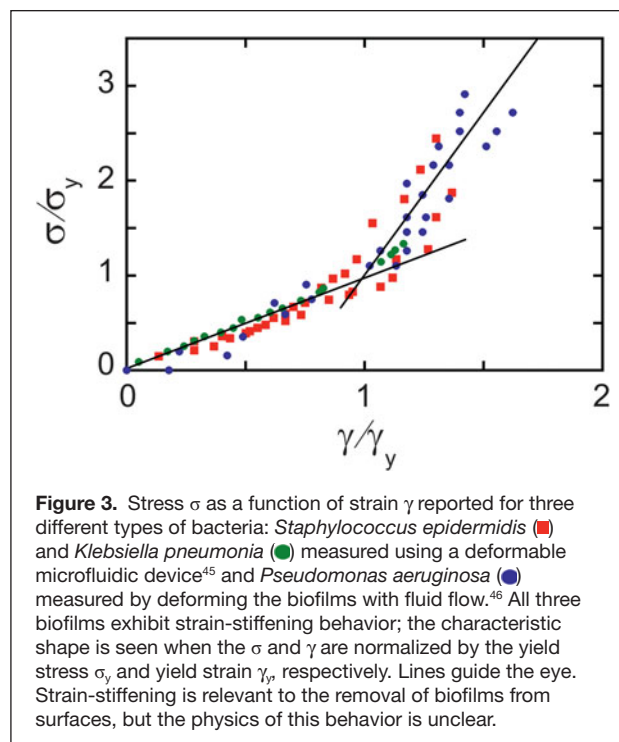 3
2
1
0
σ/σy
0
1
2
γ/γy
Figure 3. Stress σ as a function of strain γ reported for three
different types of bacteria: Staphylococcus epidermidis (■)
and Klebsiella pneumonia (●) measured using a deformable
microfluidic device45 and Pseudomonas aeruginosa (●)
measured by deforming the biofilms with fluid flow.46 All three
biofilms exhibit strain-stiffening behavior; the characteristic
shape is seen when the σ and γ are normalized by the yield
stress σy and yield strain γy, respectively. Lines guide the eye.
Strain-stiffening is relevant to the removal of biofilms from
surfaces, but the physics of this behavior is unclear.